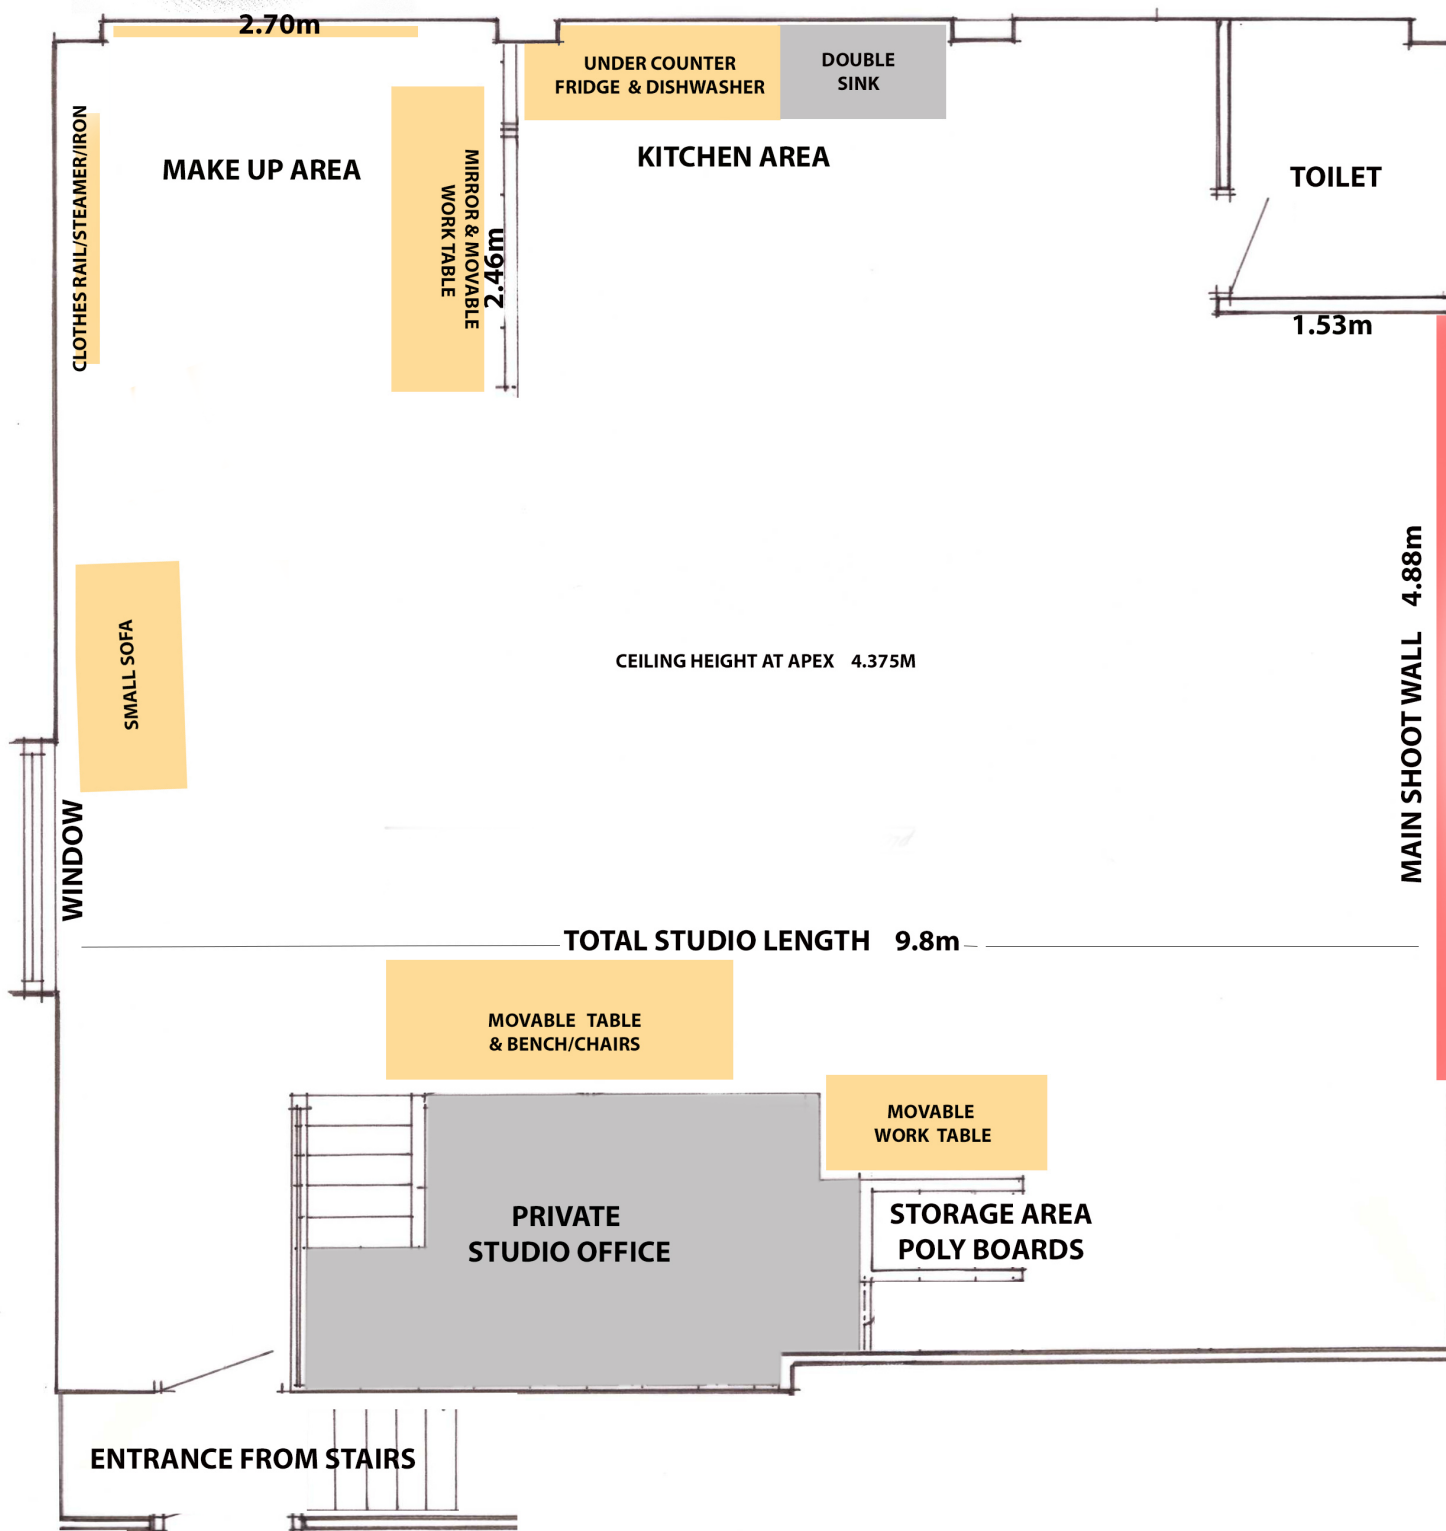 2.70m
UNDER COUNTER
FRIDGE & DISHWASHER
DOUBLE
SINK
CLOTHES RAIL/STEAMER/IRON
MAKE UP AREA
MIRROR & MOVABLE
WORK TABLE
2.46m
KITCHEN AREA
TOILET
1.53m
SMALL SOFA
CEILING HEIGHT AT APEX 4.375M
MAIN SHOOT WALL 4.88m
WINDOW
TOTAL STUDIO LENGTH 9.8m
MOVABLE TABLE
& BENCH/CHAIRS
MOVABLE
WORK TABLE
PRIVATE
STUDIO OFFICE
STORAGE AREA
POLY BOARDS
ENTRANCE FROM STAIRS